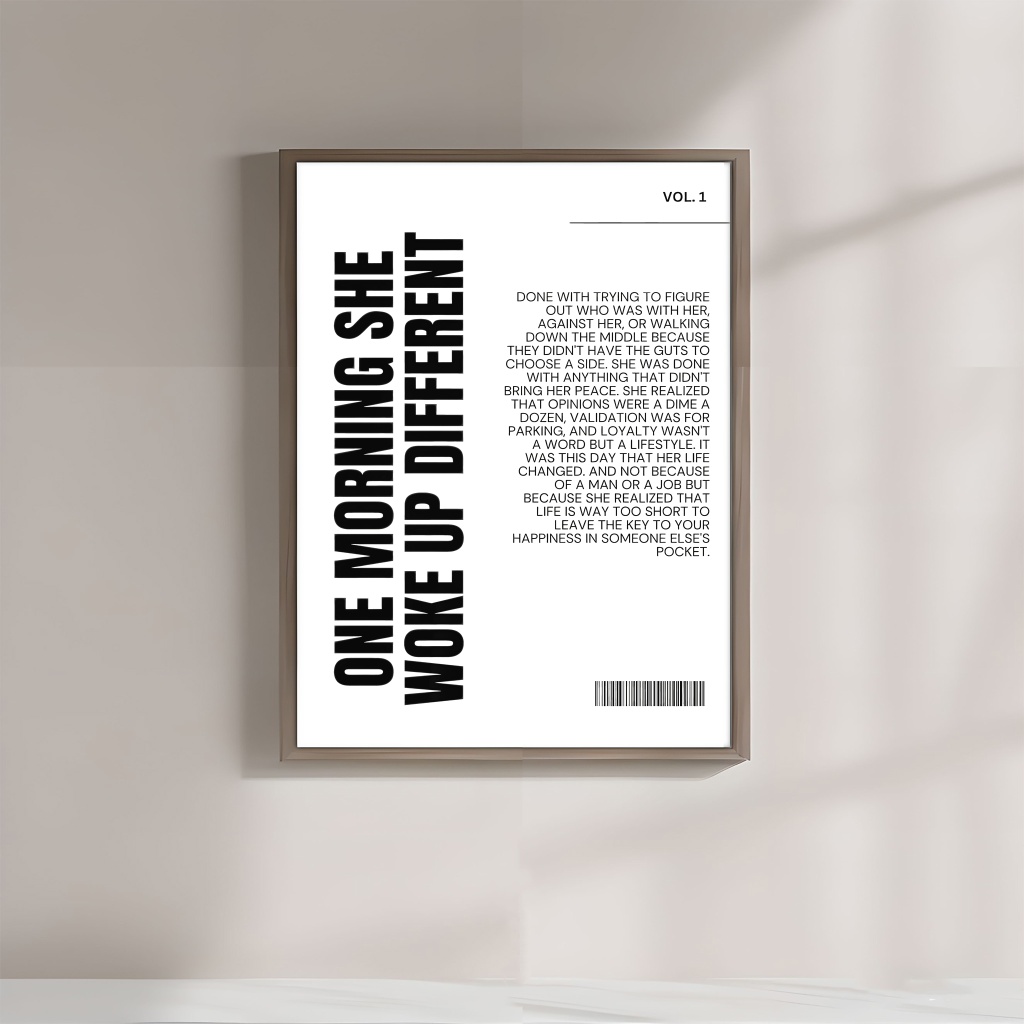 VOL. 1
ONE MORNING SHE
WOKE UP DIFFERENT
DONE WITH TRYING TO FIGURE
OUT WHO WAS WITH HER,
AGAINST HER, OR WALKING
DOWN THE MIDDLE BECAUSE
THEY DIDN'T HAVE THE GUTS TO
CHOOSE A SIDE. SHE WAS DONE
WITH ANYTHING THAT DIDN'T
BRING HER PEACE. SHE REALIZED
THAT OPINIONS WERE A DIME A
DOZEN, VALIDATION WAS FOR
PARKING, AND LOYALTY WASN'T
A WORD BUT A LIFESTYLE. IT
WAS THIS DAY THAT HER LIFE
CHANGED. AND NOT BECAUSE
OF A MAN OR A JOB BUT
BECAUSE SHE REALIZED THAT
LIFE IS WAY TOO SHORT TO
LEAVE THE KEY TO YOUR
HAPPINESS IN SOMEONE ELSE'S
POCKET.